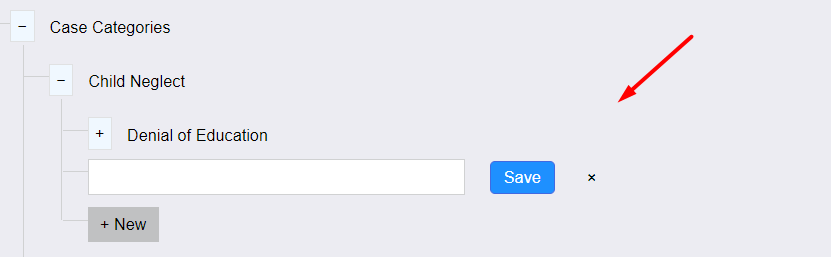 − Case Categories
− Child Neglect
+ Denial of Education
Save ×
+ New